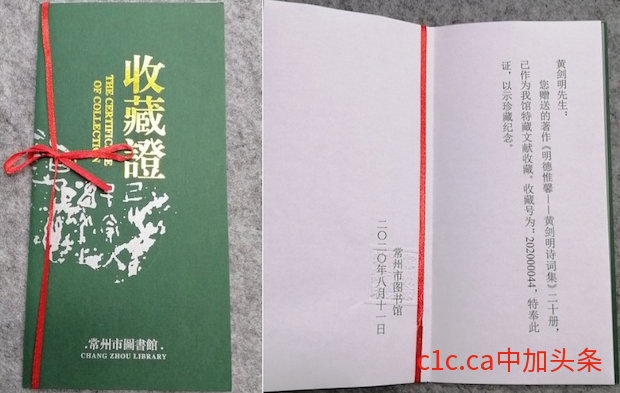 收藏證
THE CERTIFICATE
OF COLLECTION
常州市圖書館
CHANG ZHOU LIBRARY
黄剑明先生：
您赠送的著作《明德惟馨——黄剑明诗词集》二十册，
已作为我馆特藏文献收藏。收藏号为：202000044，特奉此
证，以示珍藏纪念。
常州市图书馆
二〇二〇年八月十一日
c1c.ca中加头条